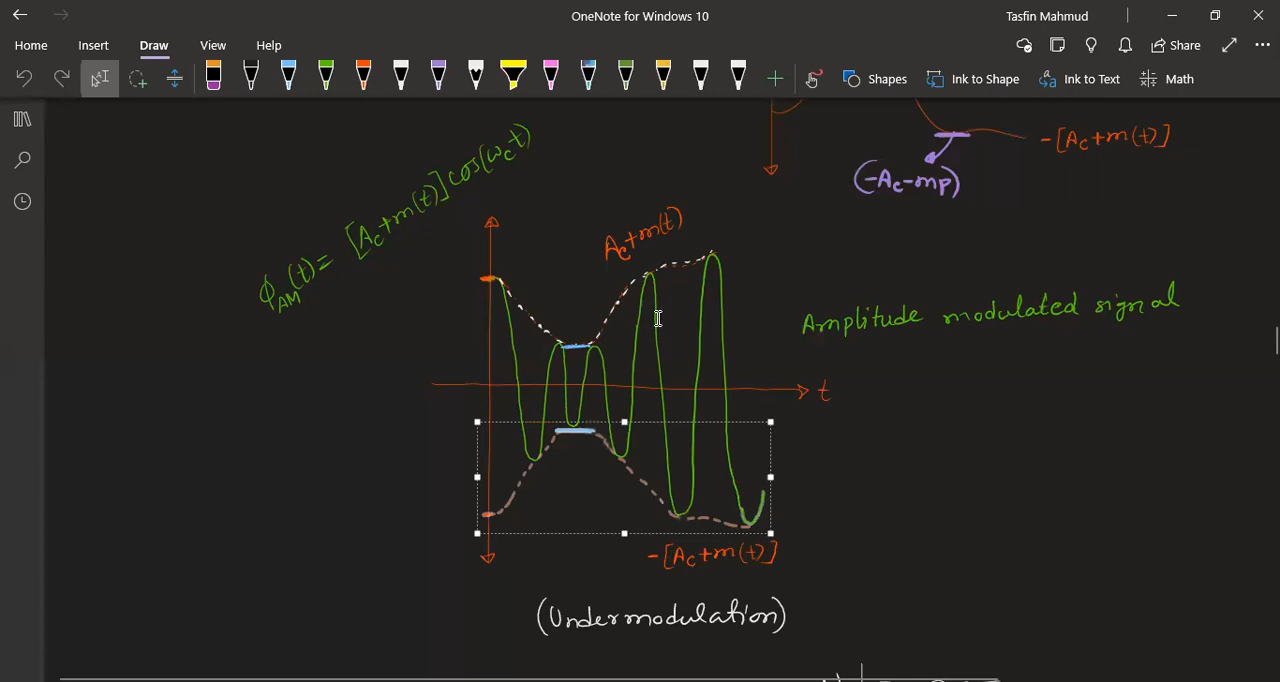 OneNote for Windows 10
Tasfin Mahmud
Home Insert Draw View Help
Share
Shapes Ink to Shape Ink to Text Math
-[Ac+m(t)]
(-Ac-mp)
φAM(t)= [Ac+m(t)] cos(ωct)
Ac+m(t)
Amplitude modulated signal
t
-[Ac+m(t)]
(Undermodulation)